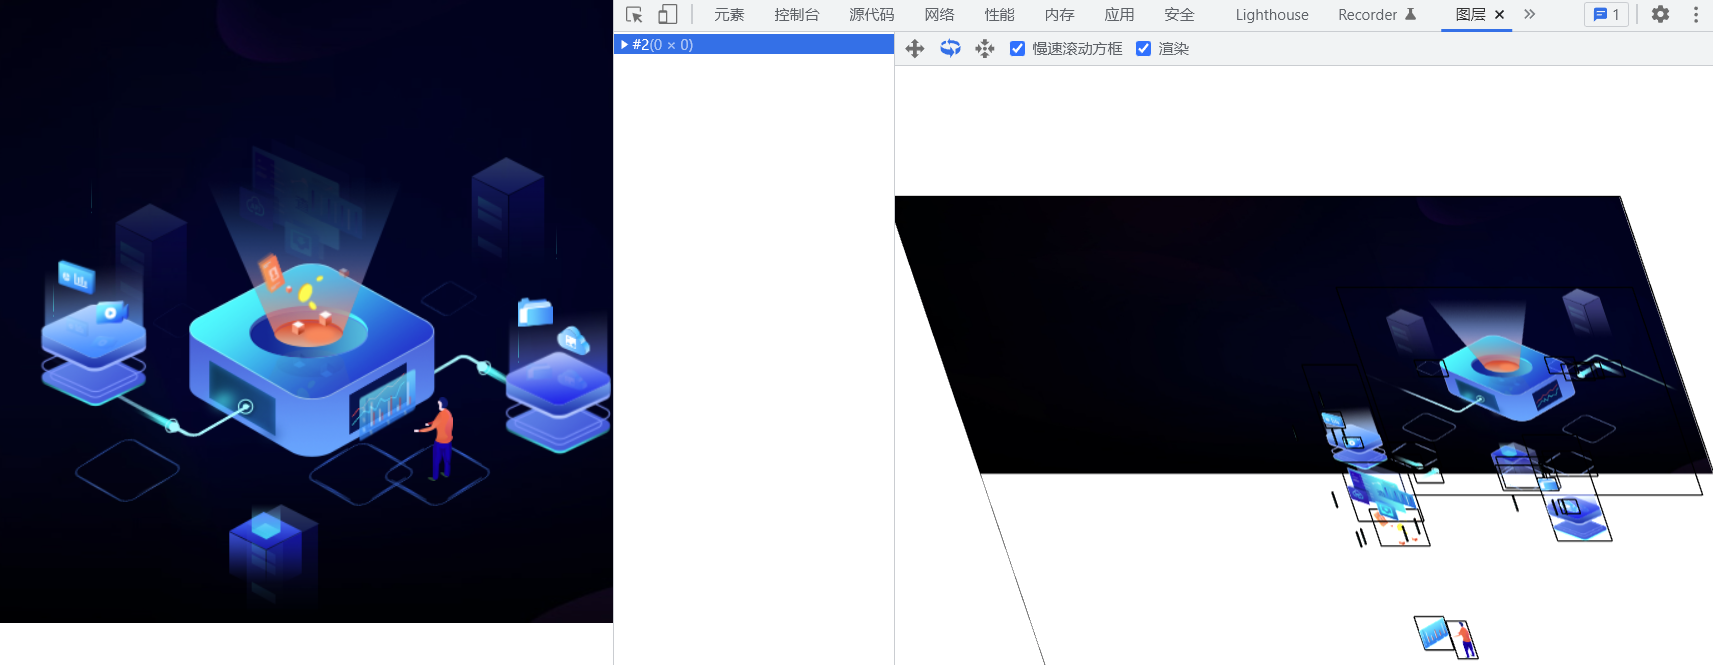 元素 控制台 源代码 网络 性能 内存 应用 安全 Lighthouse Recorder 图层 1
#2(0 × 0)
慢速滚动方框 渲染